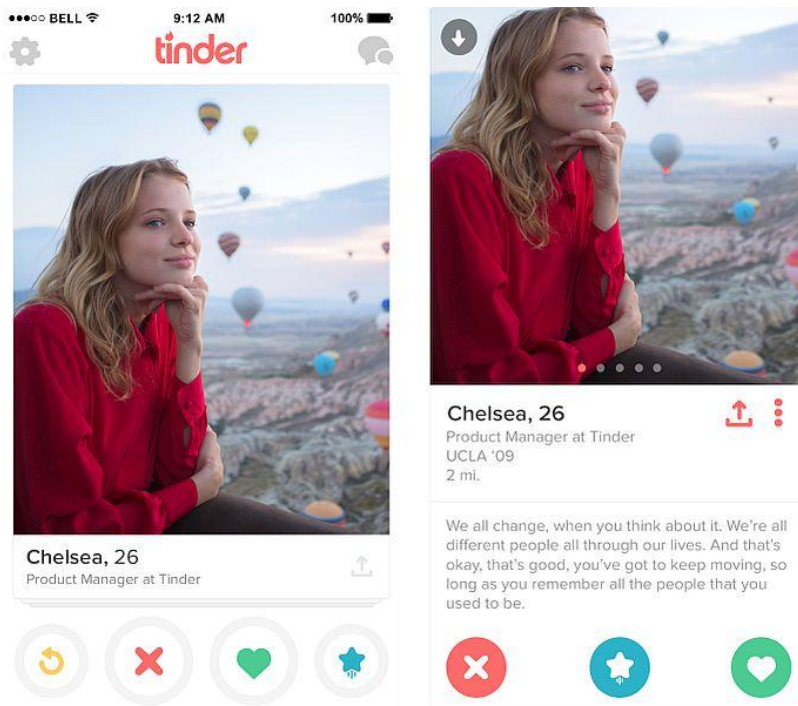 BELL 9:12 AM 100%
tinder
Chelsea, 26
Product Manager at Tinder
Chelsea, 26
Product Manager at Tinder
UCLA '09
2 mi.
We all change, when you think about it. We're all
different people all through our lives. And that's
okay, that's good, you've got to keep moving, so
long as you remember all the people that you
used to be.